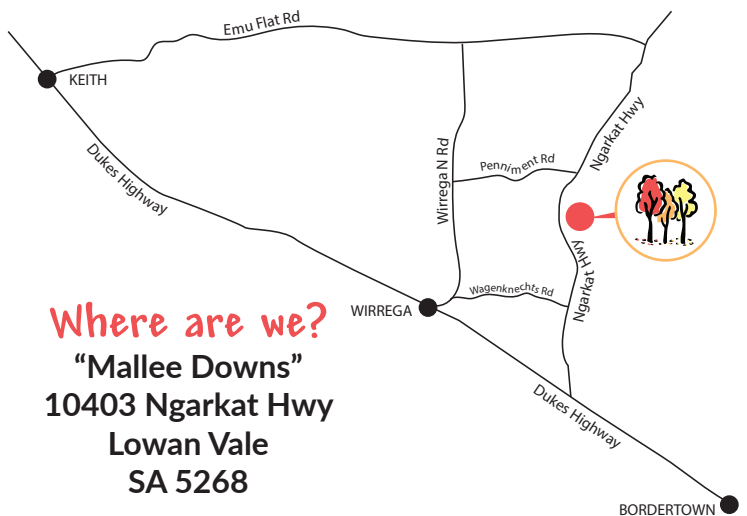 Emu Flat Rd
KEITH
Ngarkat Hwy
Dukes Highway
Wirrega N Rd
Penniment Rd
Ngarkat Hwy
Wagenknechts Rd
WIRREGA
Where are we?
“Mallee Downs”
10403 Ngarkat Hwy
Lowan Vale
SA 5268
Dukes Highway
BORDERTOWN